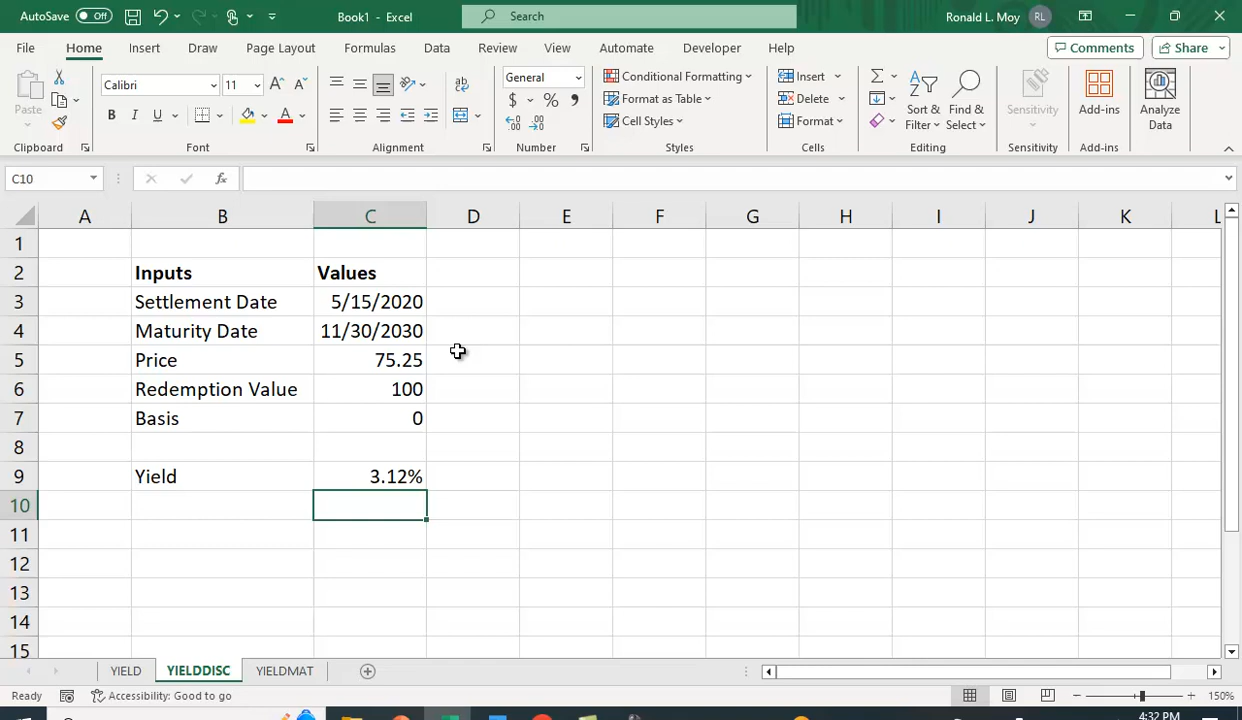 AutoSave Off Book1 - Excel Search Ronald L. Moy RL
File Home Insert Draw Page Layout Formulas Data Review View Automate Developer Help Comments Share
Paste Calibri 11 General Conditional Formatting Insert Sort & Filter Find & Select Sensitivity Add-ins Analyze Data
B I U $ % Format as Table Delete
Cell Styles Format
Clipboard Font Alignment Number Styles Cells Editing Sensitivity Add-ins
C10 fx
A B C D E F G H I J K L
1
2 Inputs Values
3 Settlement Date 5/15/2020
4 Maturity Date 11/30/2030
5 Price 75.25
6 Redemption Value 100
7 Basis 0
8
9 Yield 3.12%
10
11
12
13
14
15
YIELD YIELDDISC YIELDMAT
Ready Accessibility: Good to go 150%
4:32 PM